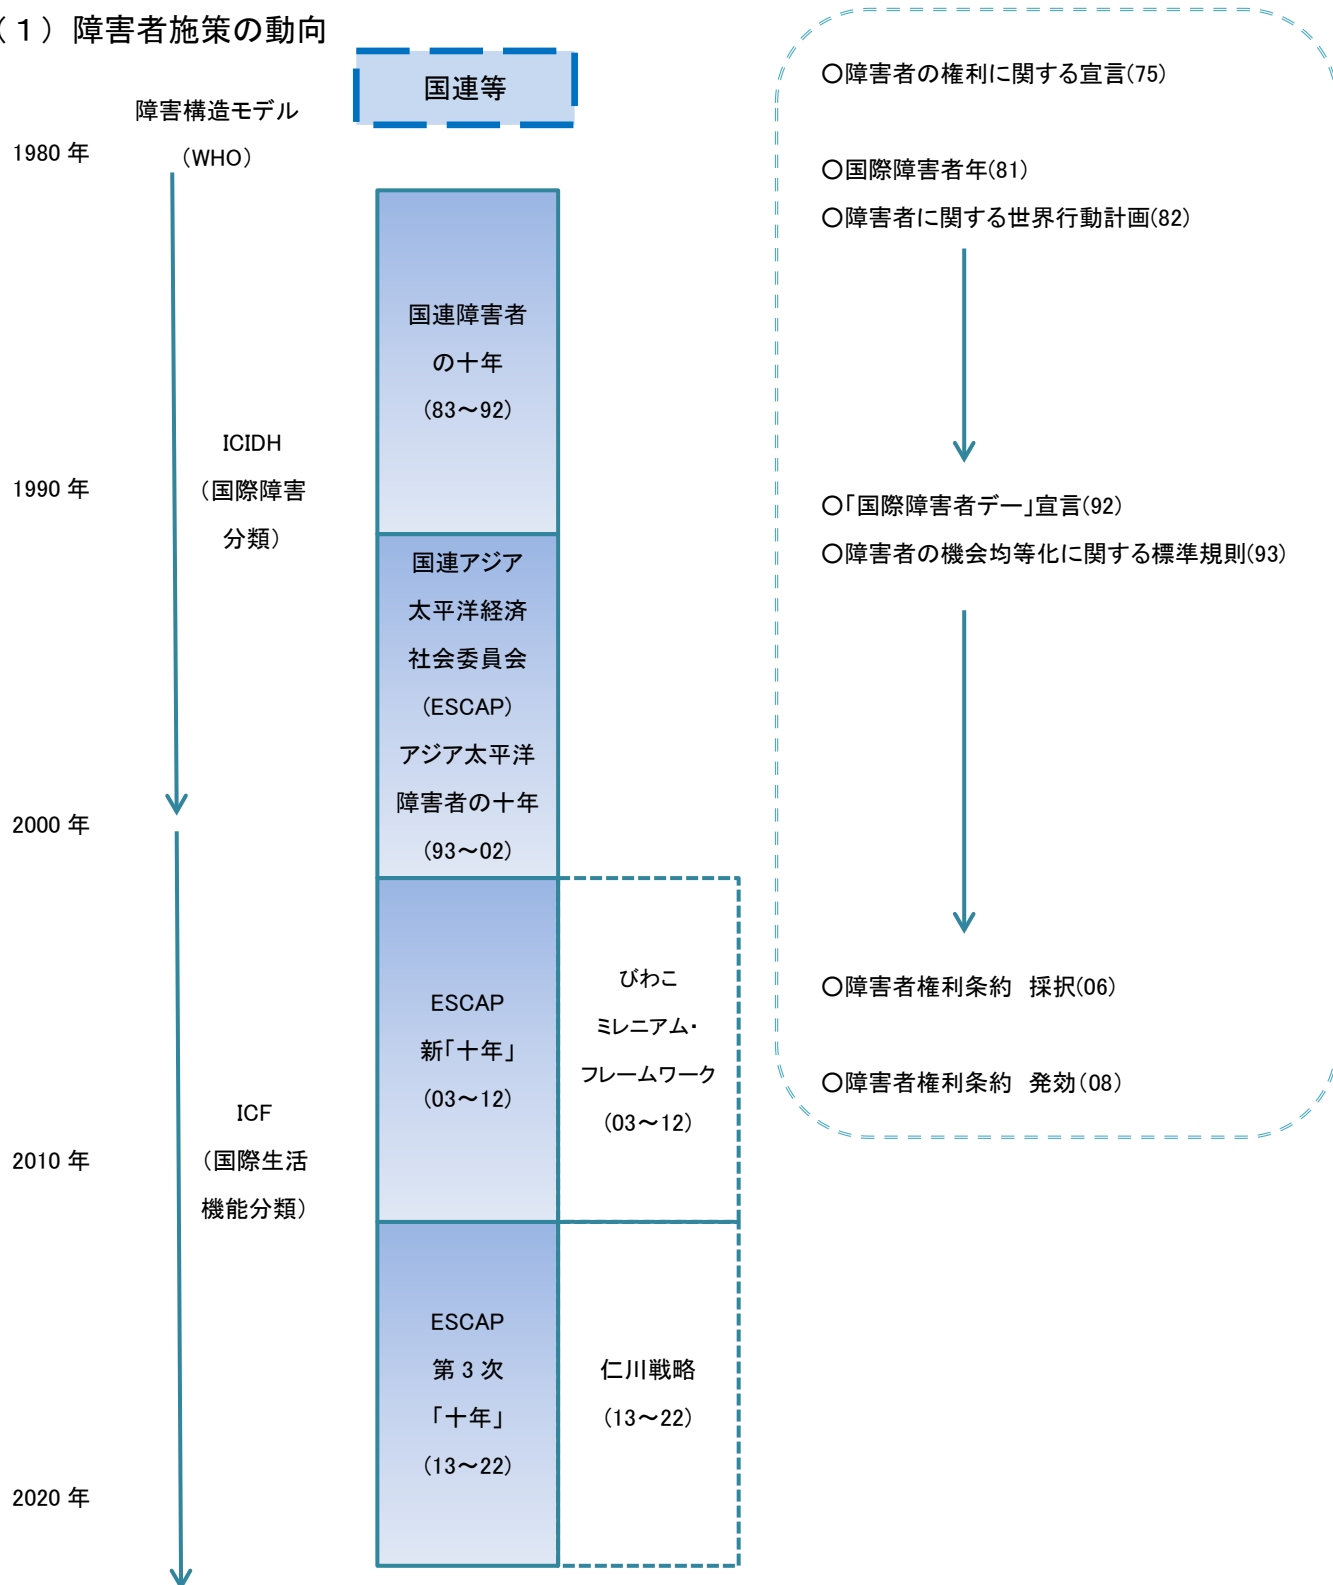 （１）障害者施策の動向
国連等
障害構造モデル
（WHO）
1980 年
1990 年
2000 年
2010 年
2020 年
ICIDH
（国際障害
分類）
ICF
（国際生活
機能分類）
国連障害者
の十年
（83～92）
国連アジア
太平洋経済
社会委員会
（ESCAP）
アジア太平洋
障害者の十年
（93～02）
ESCAP
新「十年」
（03～12）
びわこ
ミレニアム・
フレームワーク
（03～12）
ESCAP
第 3 次
「十年」
（13～22）
仁川戦略
（13～22）
○障害者の権利に関する宣言(75)
○国際障害者年(81)
○障害者に関する世界行動計画(82)
○「国際障害者デー」宣言(92)
○障害者の機会均等化に関する標準規則(93)
○障害者権利条約　採択(06)
○障害者権利条約　発効（08）